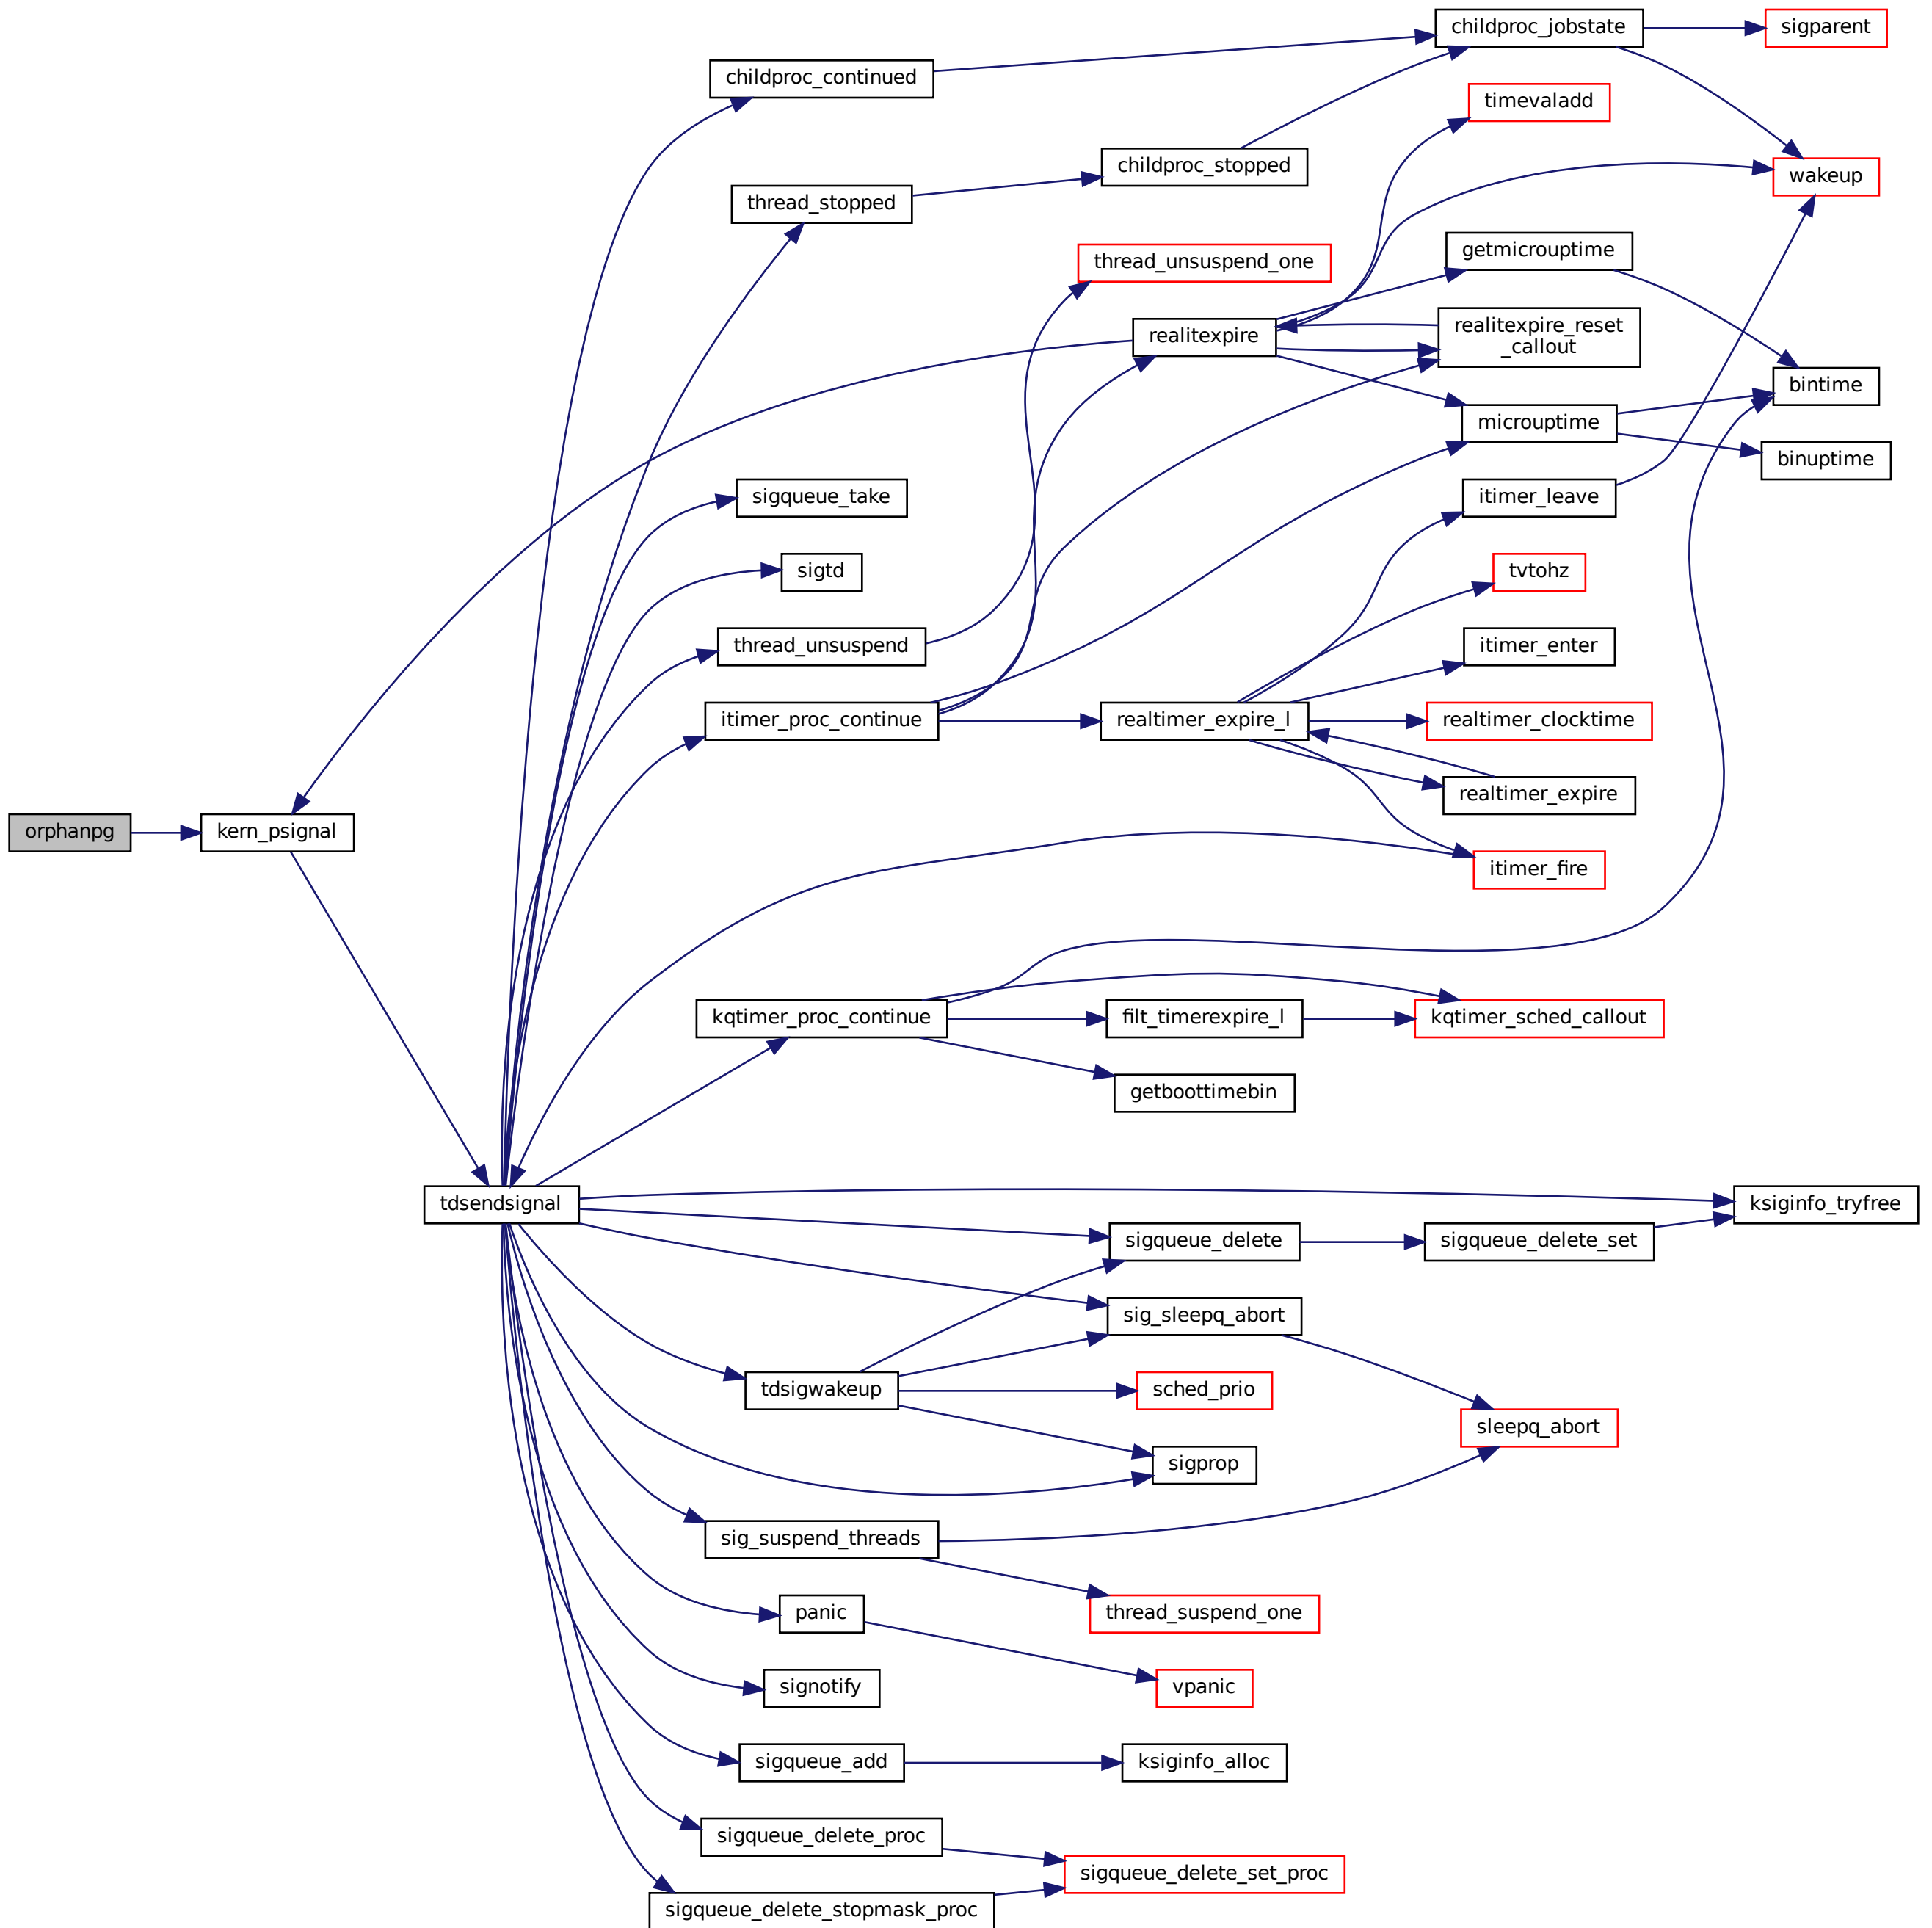 childproc_jobstate
sigparent
childproc_continued
timevaladd
childproc_stopped
wakeup
thread_stopped
getmicrouptime
thread_unsuspend_one
realitexpire
realitexpire_reset
_callout
bintime
microuptime
binuptime
sigqueue_take
itimer_leave
sigtd
tvtohz
thread_unsuspend
itimer_enter
itimer_proc_continue
realtimer_expire_l
realtimer_clocktime
realtimer_expire
orphanpg
kern_psignal
itimer_fire
kqtimer_proc_continue
filt_timerexpire_l
kqtimer_sched_callout
getboottimebin
tdsendsignal
ksiginfo_tryfree
sigqueue_delete
sigqueue_delete_set
sig_sleepq_abort
tdsigwakeup
sched_prio
sleepq_abort
sigprop
sig_suspend_threads
panic
thread_suspend_one
signotify
vpanic
sigqueue_add
ksiginfo_alloc
sigqueue_delete_proc
sigqueue_delete_set_proc
sigqueue_delete_stopmask_proc